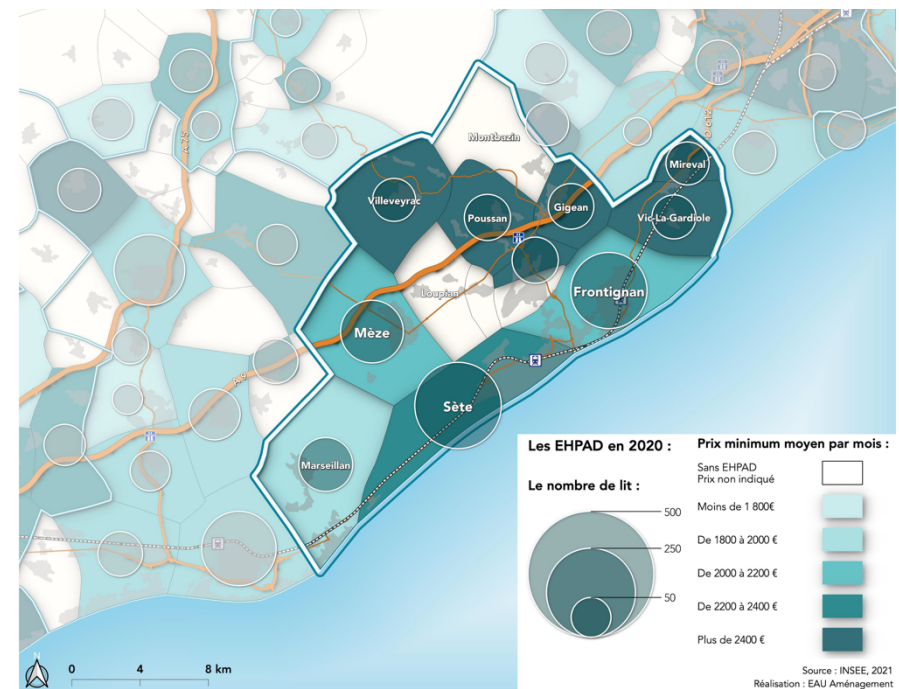 D 612
A 75
Montbazin
Mireval
Villeveyrac
Gigean
Poussan
Vic-La-Gardiole
Loupian
Frontignan
Mèze
A 9
Sète
Marseillan
Les EHPAD en 2020 :
Prix minimum moyen par mois :
Sans EHPAD
Prix non indiqué
Le nombre de lit :
Moins de 1 800€
500
De 1800 à 2000 €
250
De 2000 à 2200 €
50
De 2200 à 2400 €
Plus de 2400 €
N
0 4 8 km
Source : INSEE, 2021
Réalisation : EAU Aménagement